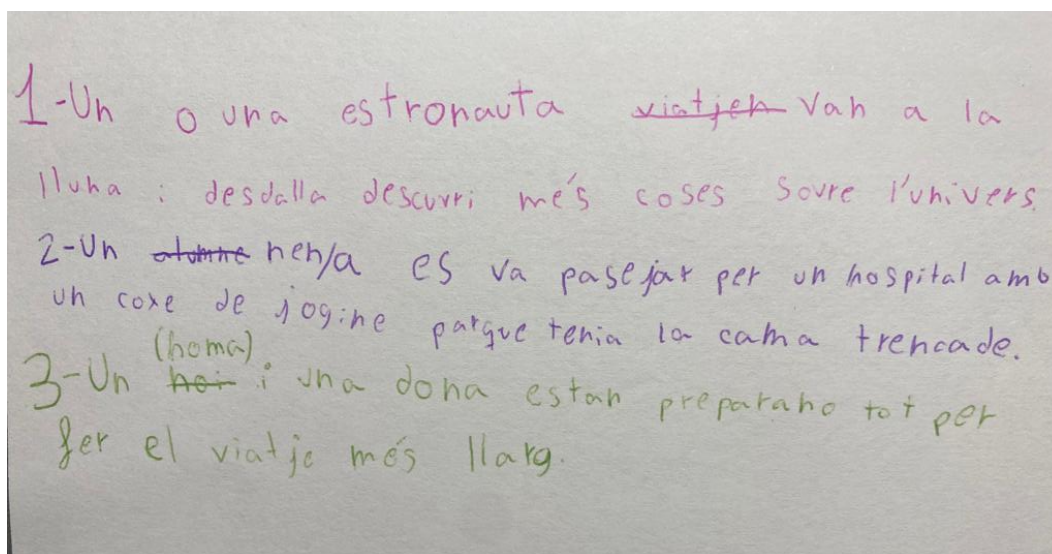 1-Un o una estronauta viatjen van a la
lluna i desdalla descurri més coses sovre l'univers.
2-Un alumne nen/a es va pasejar per un hospital amb
un coxe de jogine parque tenia la cama trencade.
(homa)
3-Un noi i una dona estan preparanho tot per
fer el viatje més llarg.